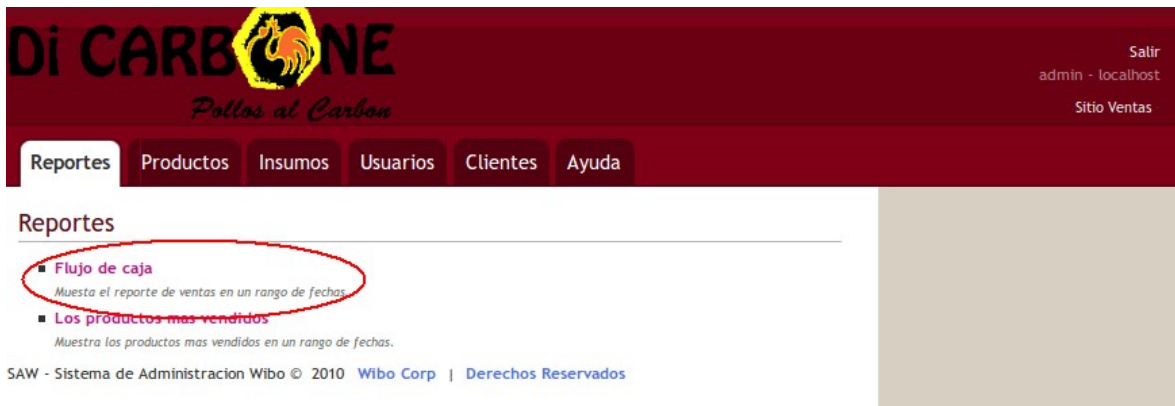 Di CARBONE
Pollos al Carbon
Salir
admin - localhost
Sitio Ventas
Reportes Productos Insumos Usuarios Clientes Ayuda
Reportes
Flujo de caja
Muesta el reporte de ventas en un rango de fechas.
Los productos mas vendidos
Muestra los productos mas vendidos en un rango de fechas.
SAW - Sistema de Administracion Wibo © 2010 Wibo Corp | Derechos Reservados